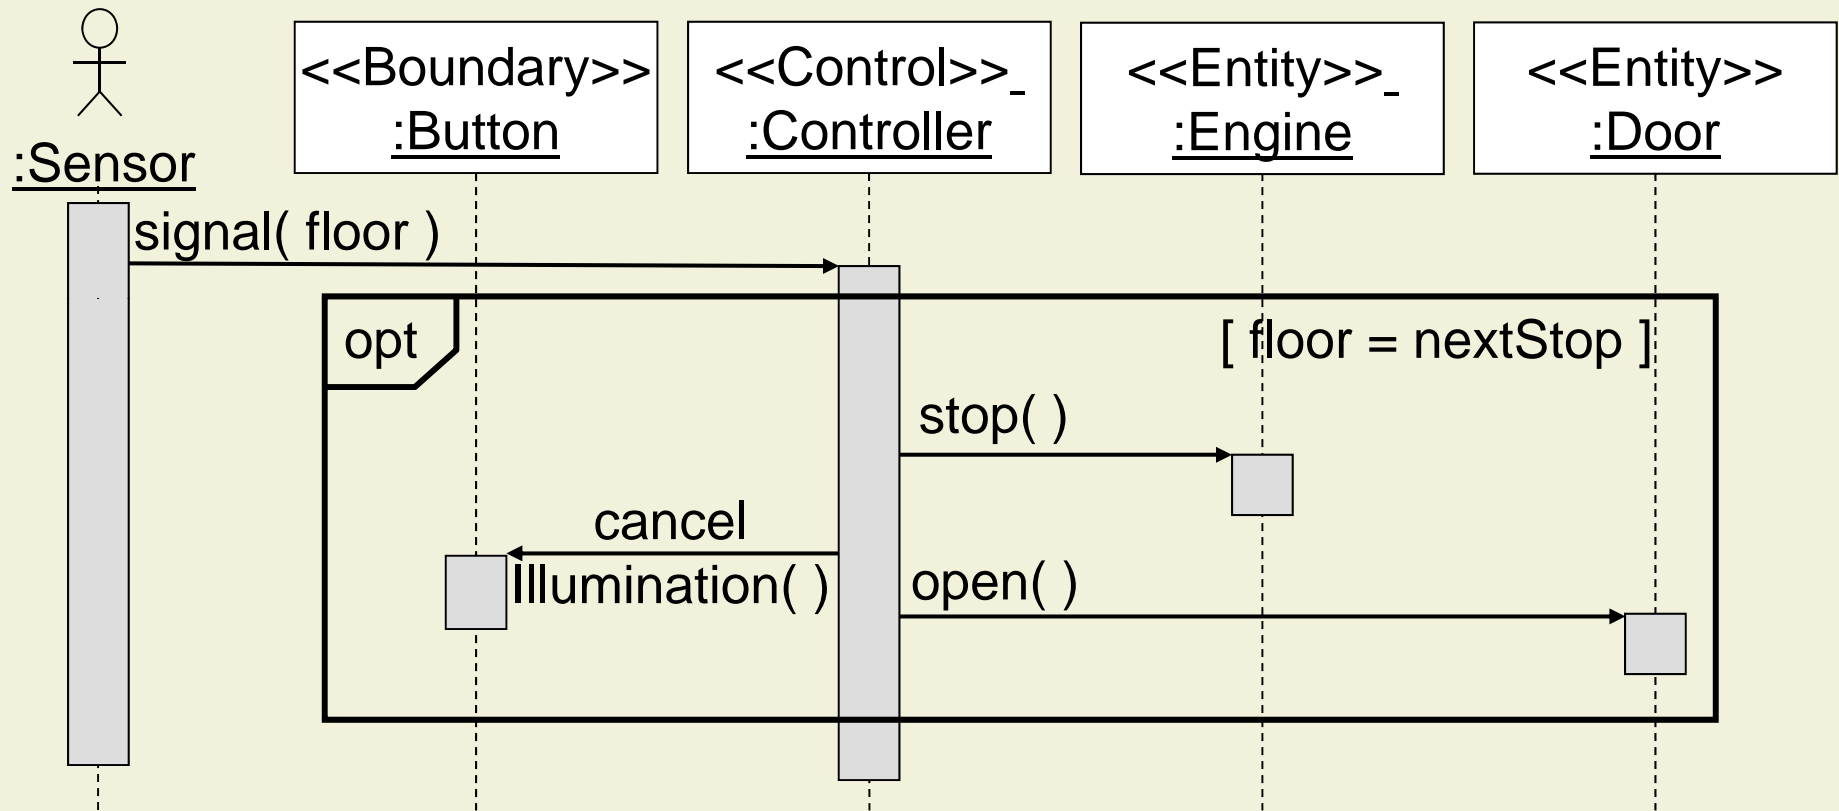 :Sensor
<<Boundary>>
:Button
<<Control>>
:Controller
<<Entity>>
:Engine
<<Entity>>
:Door
signal( floor )
opt
[ floor = nextStop ]
stop( )
cancel
Illumination( )
open( )